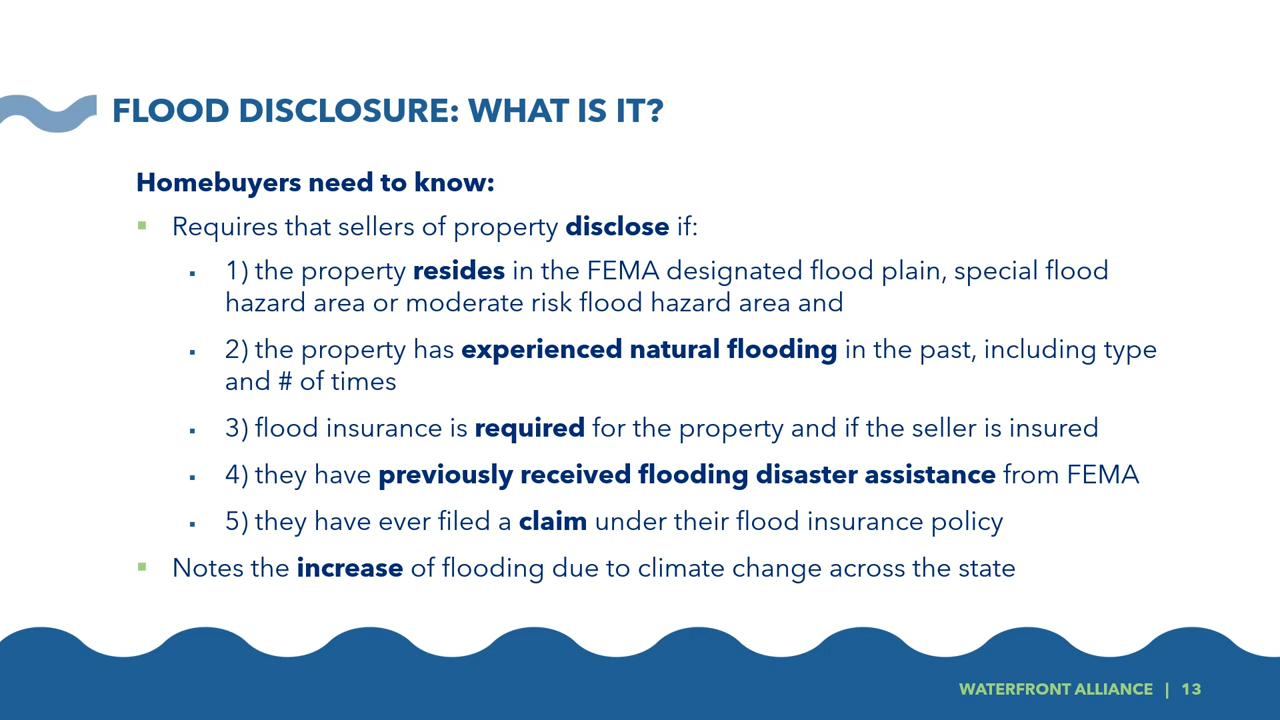 FLOOD DISCLOSURE: WHAT IS IT?
Homebuyers need to know:
▪ Requires that sellers of property disclose if:
▪ 1) the property resides in the FEMA designated flood plain, special flood
hazard area or moderate risk flood hazard area and
▪ 2) the property has experienced natural flooding in the past, including type
and # of times
▪ 3) flood insurance is required for the property and if the seller is insured
▪ 4) they have previously received flooding disaster assistance from FEMA
▪ 5) they have ever filed a claim under their flood insurance policy
▪ Notes the increase of flooding due to climate change across the state
WATERFRONT ALLIANCE | 13